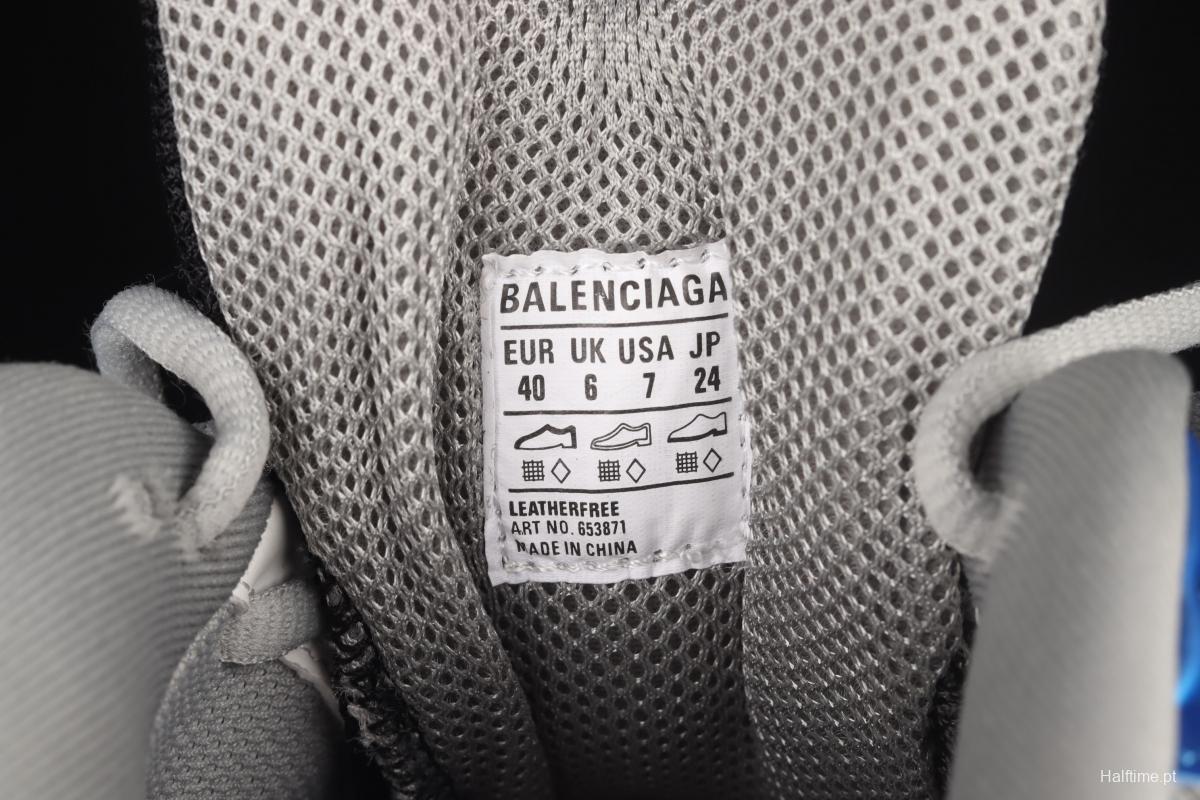 BALENCIAGA
EUR UK USA JP
40 6 7 24
LEATHERFREE
ART NO. 653871
MADE IN CHINA
Halftime.pt